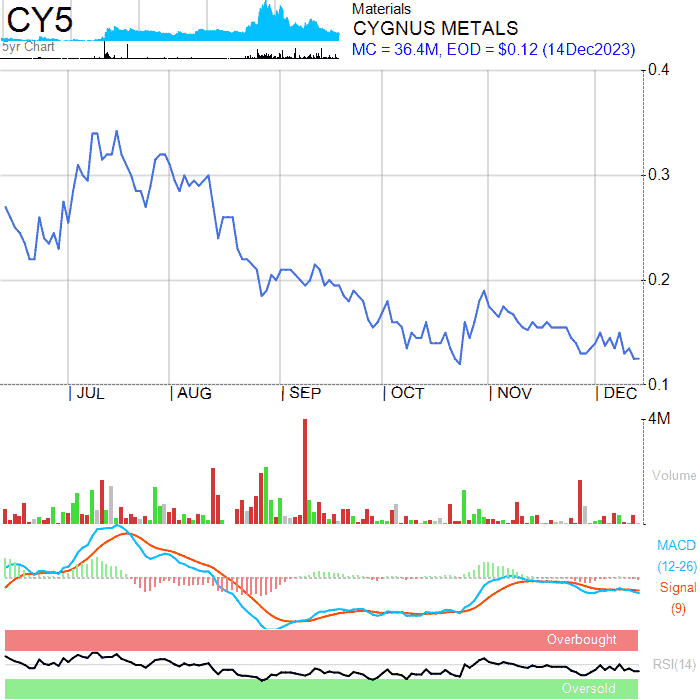 CY5
5yr Chart
Materials
CYGNUS METALS
MC = 36.4M, EOD = $0.12 (14Dec2023)
0.4
0.3
0.2
0.1
JUL AUG SEP OCT NOV DEC
4M
Volume
MACD
(12-26)
Signal
(9)
Overbought
RSI(14)
Oversold